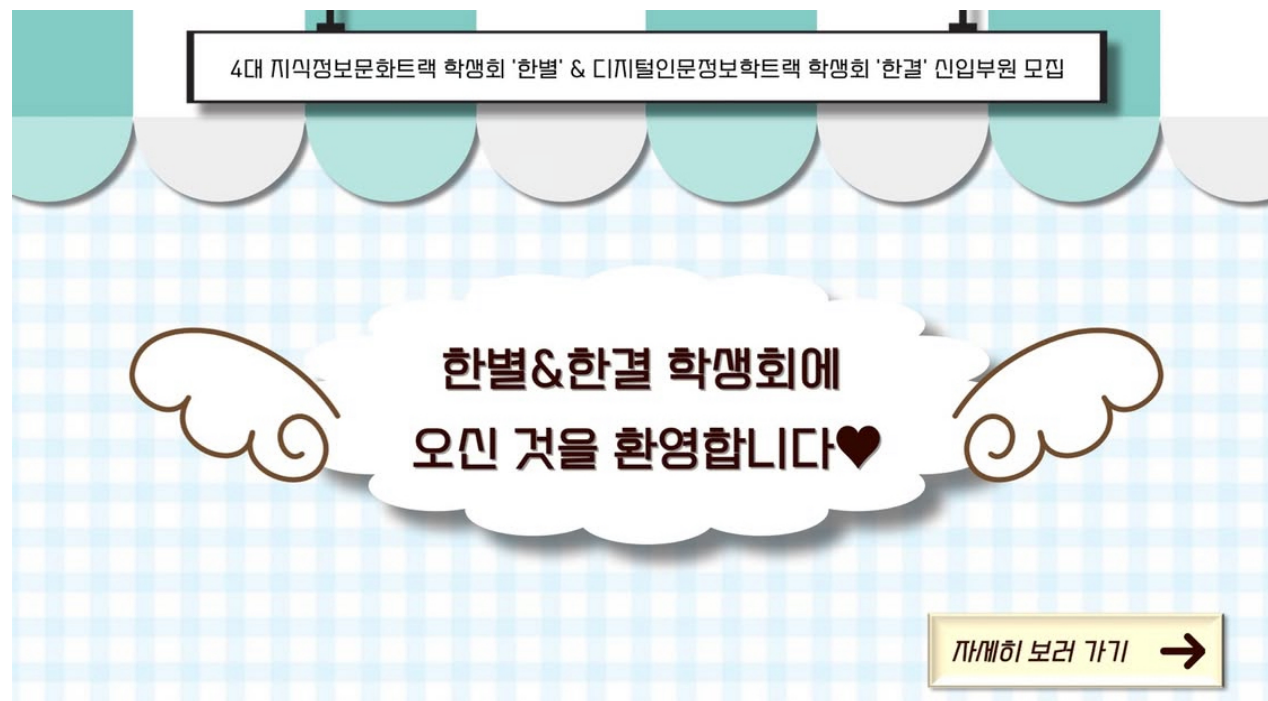 4대 지식정보문화트랙 학생회 '한별' & 디지털인문정보학트랙 학생회 '한결' 신입부원 모집
한별&한결 학생회에
오신 것을 환영합니다♥
자세히 보러 가기 →